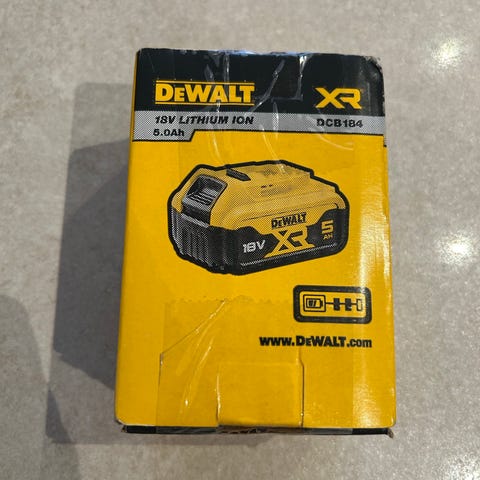 DEWALT XR
18V LITHIUM ION DCB184
5.0Ah
DEWALT
18V XR 5
AH
www.DEWALT.com